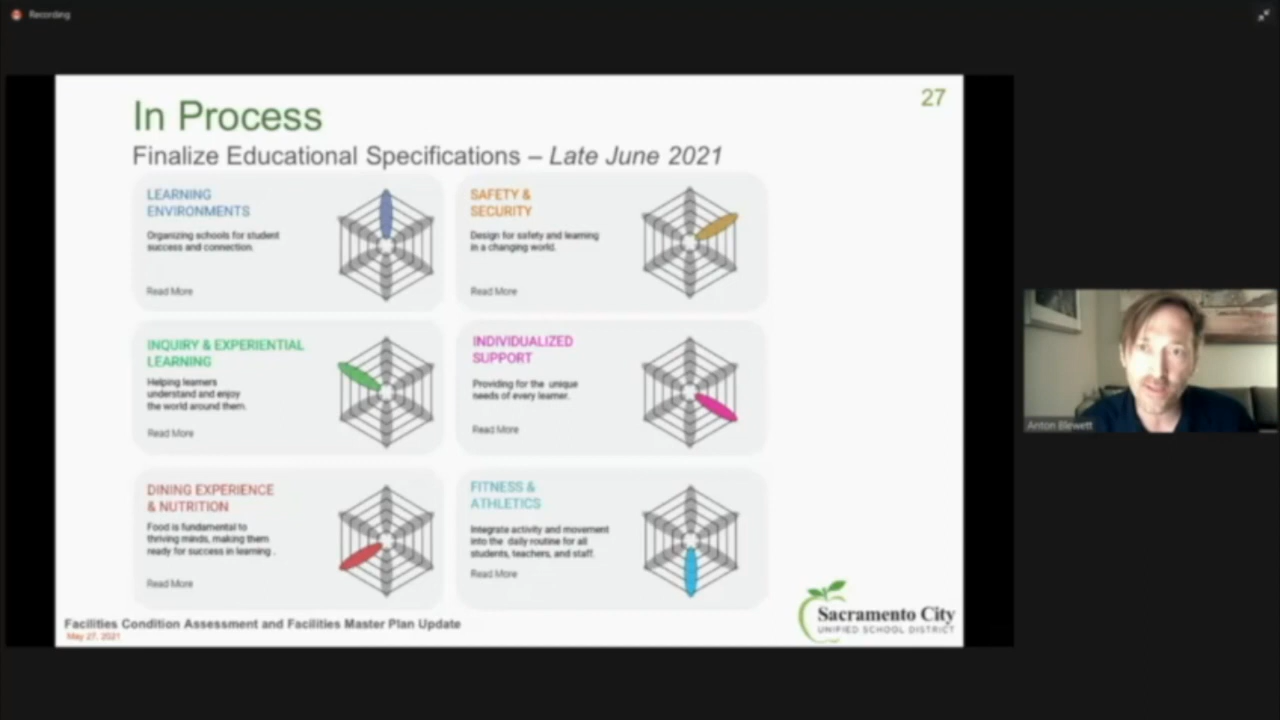 Recording
27
In Process
Finalize Educational Specifications – Late June 2021
LEARNING
ENVIRONMENTS
Organizing schools for student
success and connection.
Read More
SAFETY &
SECURITY
Design for safety and learning
in a changing world.
Read More
INQUIRY & EXPERIENTIAL
LEARNING
Helping learners
understand and enjoy
the world around them.
Read More
INDIVIDUALIZED
SUPPORT
Providing for the unique
needs of every learner.
Read More
DINING EXPERIENCE
& NUTRITION
Food is fundamental to
thriving minds, making them
ready for success in learning .
Read More
FITNESS &
ATHLETICS
Integrate activity and movement
into the daily routine for all
students, teachers, and staff.
Read More
Facilities Condition Assessment and Facilities Master Plan Update
May 27, 2021
Sacramento City
UNIFIED SCHOOL DISTRICT
Anton Blewett